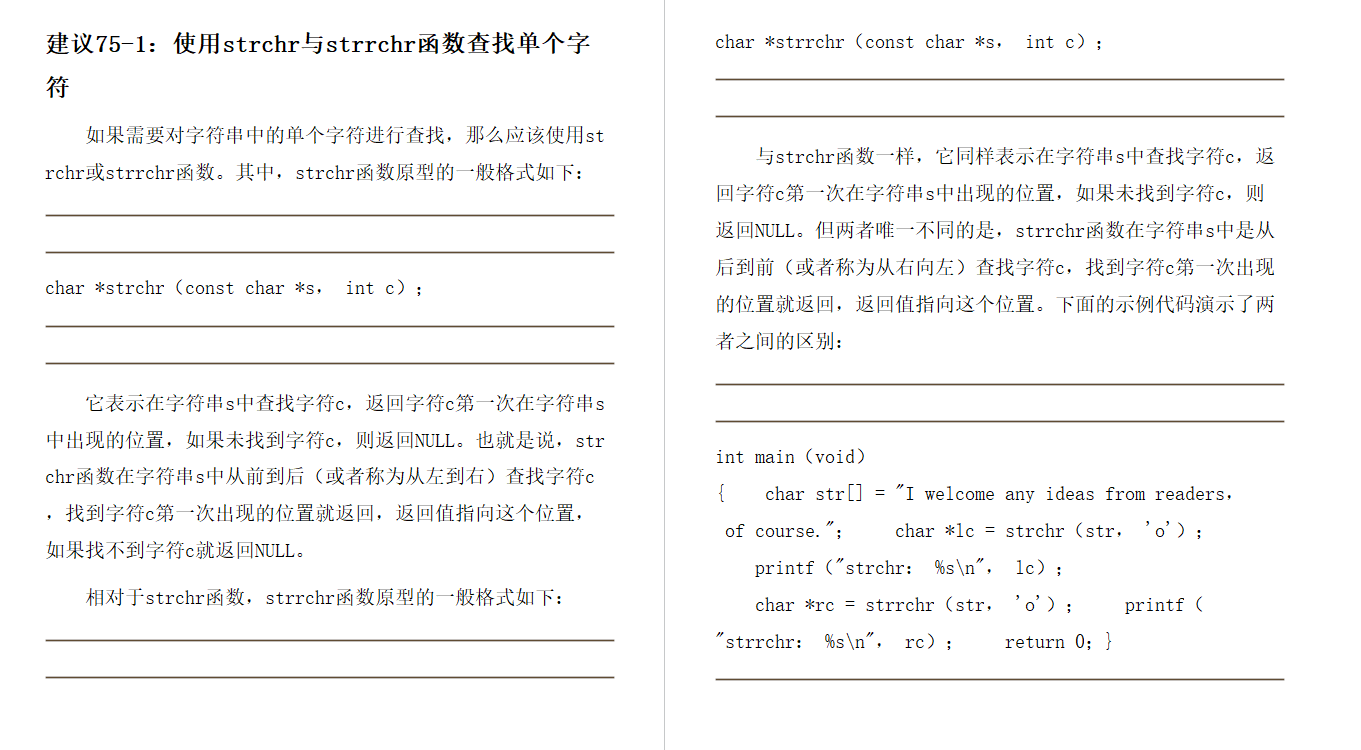 建议75-1：使用strchr与strrchr函数查找单个字
符
如果需要对字符串中的单个字符进行查找，那么应该使用st
rchr或strrchr函数。其中，strchr函数原型的一般格式如下：
char *strchr（const char *s， int c）；
它表示在字符串s中查找字符c，返回字符c第一次在字符串s
中出现的位置，如果未找到字符c，则返回NULL。也就是说，str
chr函数在字符串s中从前到后（或者称为从左到右）查找字符c
，找到字符c第一次出现的位置就返回，返回值指向这个位置，
如果找不到字符c就返回NULL。
相对于strchr函数，strrchr函数原型的一般格式如下：
char *strrchr（const char *s， int c）；
与strchr函数一样，它同样表示在字符串s中查找字符c，返
回字符c第一次在字符串s中出现的位置，如果未找到字符c，则
返回NULL。但两者唯一不同的是，strrchr函数在字符串s中是从
后到前（或者称为从右向左）查找字符c，找到字符c第一次出现
的位置就返回，返回值指向这个位置。下面的示例代码演示了两
者之间的区别：
int main（void）
{    char str[] = "I welcome any ideas from readers，
of course."；     char *lc = strchr（str， 'o'）；
printf（"strchr： %s\n"， lc）；
char *rc = strrchr（str， 'o'）；     printf（
"strrchr： %s\n"， rc）；     return 0；}